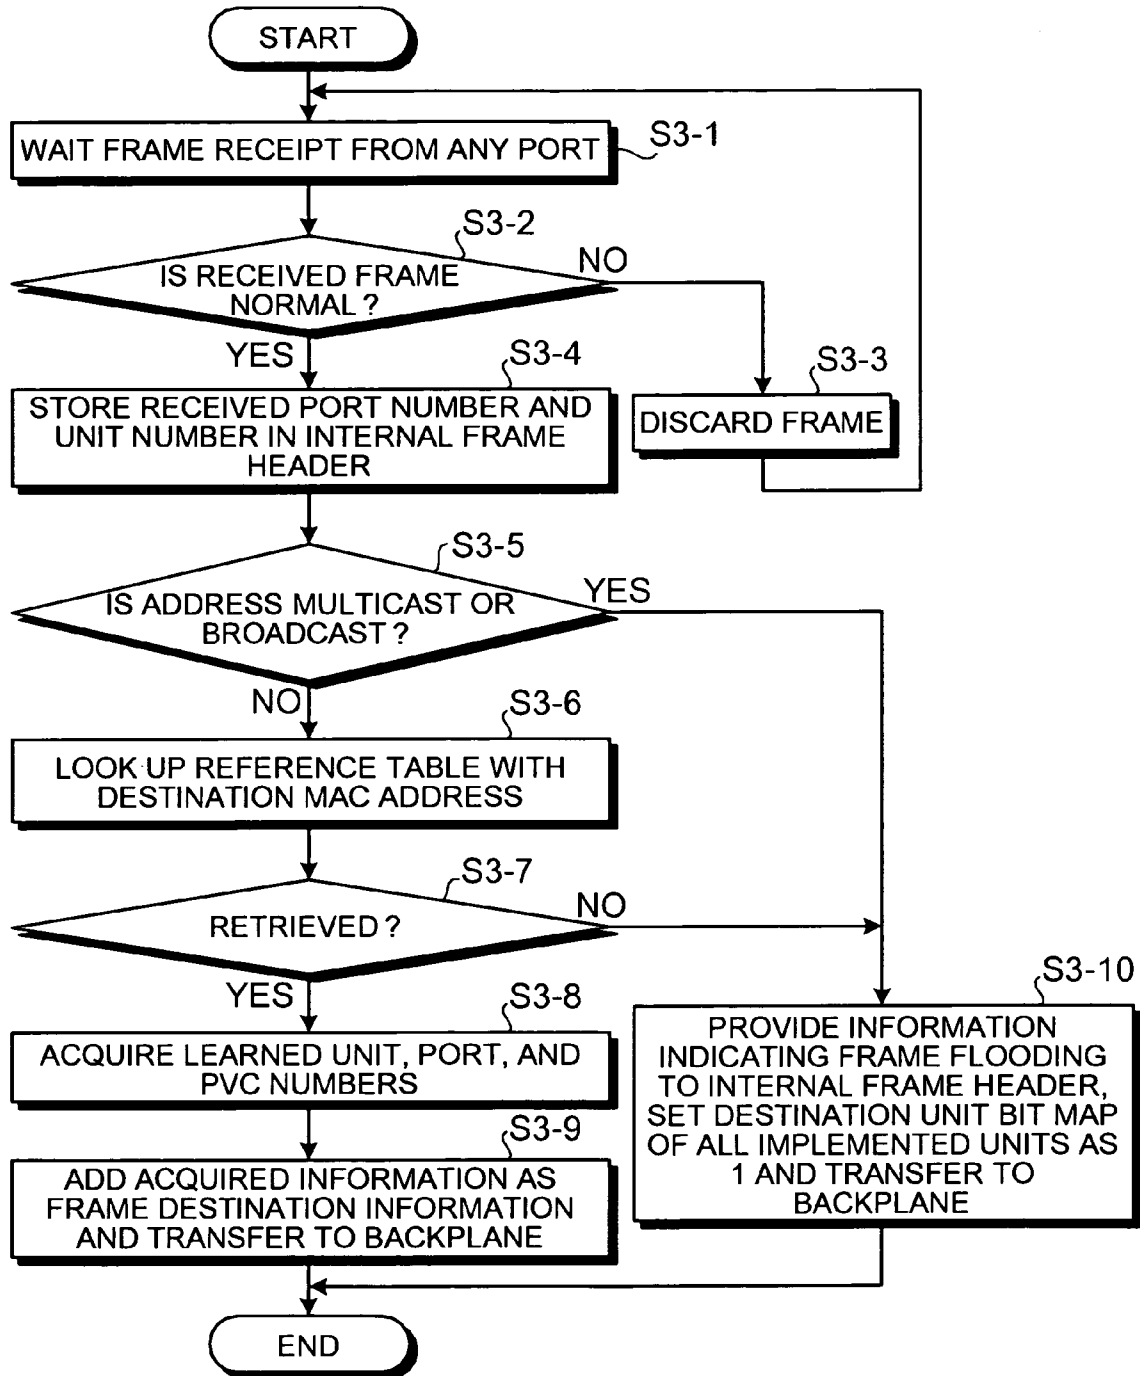 START
WAIT FRAME RECEIPT FROM ANY PORT
S3-1
S3-2
IS RECEIVED FRAME
NORMAL ?
NO
YES
S3-4
STORE RECEIVED PORT NUMBER AND
UNIT NUMBER IN INTERNAL FRAME
HEADER
S3-3
DISCARD FRAME
S3-5
IS ADDRESS MULTICAST OR
BROADCAST ?
YES
NO
S3-6
LOOK UP REFERENCE TABLE WITH
DESTINATION MAC ADDRESS
S3-7
RETRIEVED ?
NO
YES
S3-8
ACQUIRE LEARNED UNIT, PORT, AND
PVC NUMBERS
S3-9
ADD ACQUIRED INFORMATION AS
FRAME DESTINATION INFORMATION
AND TRANSFER TO BACKPLANE
S3-10
PROVIDE INFORMATION
INDICATING FRAME FLOODING
TO INTERNAL FRAME HEADER,
SET DESTINATION UNIT BIT MAP
OF ALL IMPLEMENTED UNITS AS
1 AND TRANSFER TO
BACKPLANE
END